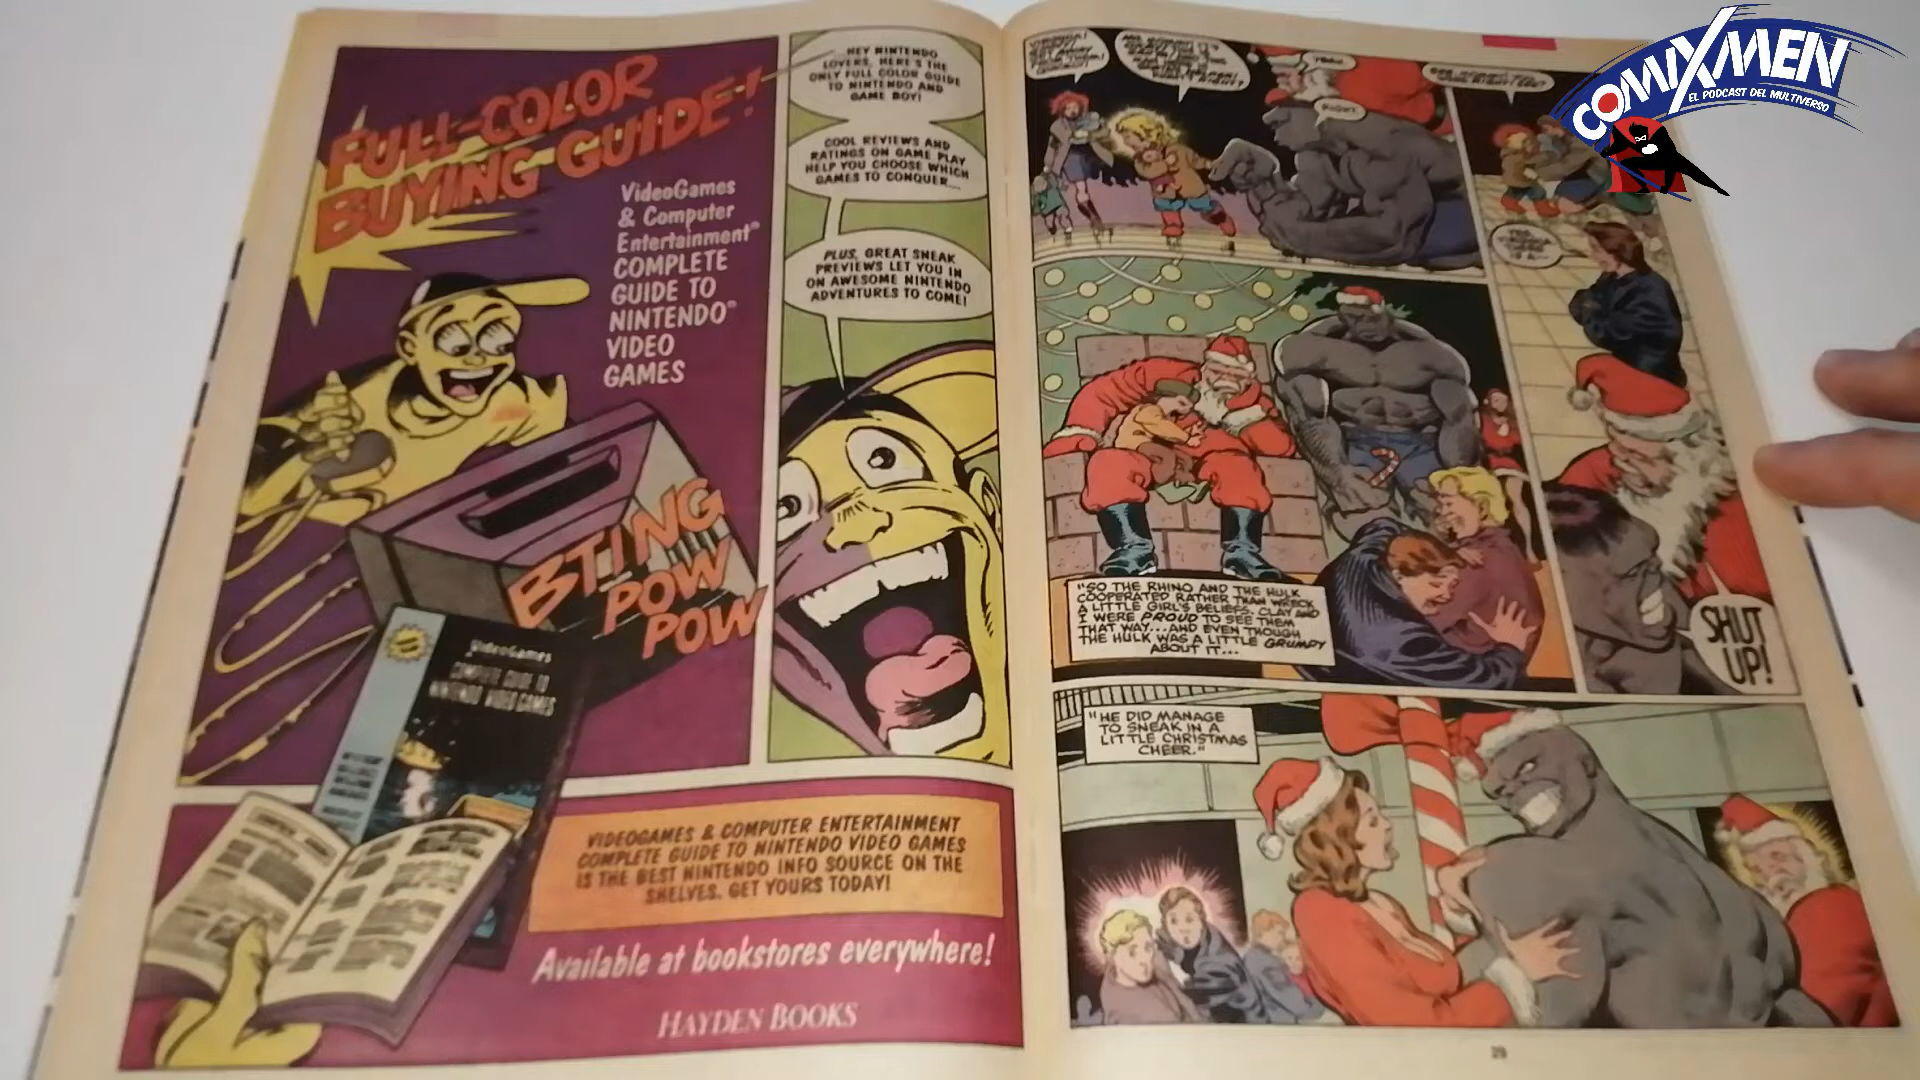 COMIXMEN
EL PODCAST DEL MULTIVERSO
FULL-COLOR
BUYING GUIDE!
VideoGames
& Computer
Entertainment®
COMPLETE
GUIDE TO
NINTENDO®
VIDEO
GAMES
HEY NINTENDO
LOVERS, HERE'S THE
ONLY FULL COLOR GUIDE
TO NINTENDO AND
GAME BOY!
COOL REVIEWS AND
RATINGS ON GAME PLAY
HELP YOU CHOOSE WHICH
GAMES TO CONQUER...
PLUS, GREAT SNEAK
PREVIEWS LET YOU IN
ON AWESOME NINTENDO
ADVENTURES TO COME!
BTING
POW
POW
VideoGames
COMPLETE GUIDE TO
NINTENDO VIDEO GAMES
VIDEOGAMES & COMPUTER ENTERTAINMENT
COMPLETE GUIDE TO NINTENDO VIDEO GAMES
IS THE BEST NINTENDO INFO SOURCE ON THE
SHELVES. GET YOURS TODAY!
Available at bookstores everywhere!
HAYDEN BOOKS
RIGHT.
YES,
VIRGINIA,
THERE
IS A--
SHUT
UP!
"SO THE RHINO AND THE HULK
COOPERATED RATHER THAN WRECK
A LITTLE GIRL'S BELIEFS. CLAY AND
I WERE PROUD TO SEE THEM
THAT WAY...AND EVEN THOUGH
THE HULK WAS A LITTLE GRUMPY
ABOUT IT...
"HE DID MANAGE
TO SNEAK IN A
LITTLE CHRISTMAS
CHEER."
29